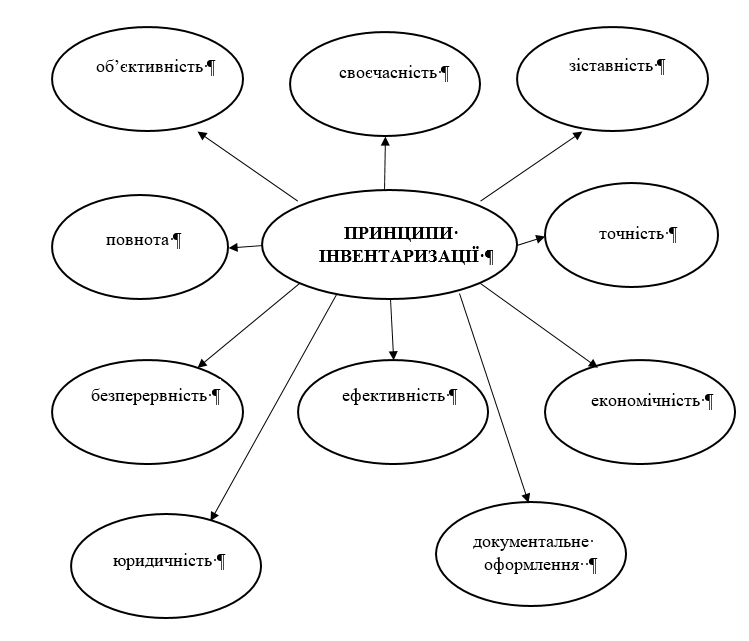 об’єктивність·¶
своєчасність·¶
зіставність·¶
повнота·¶
ПРИНЦИПИ·
ІНВЕНТАРИЗАЦІЇ·¶
точність·¶
безперервність·¶
ефективність·¶
економічність·¶
юридичність·¶
документальне·
оформлення··¶